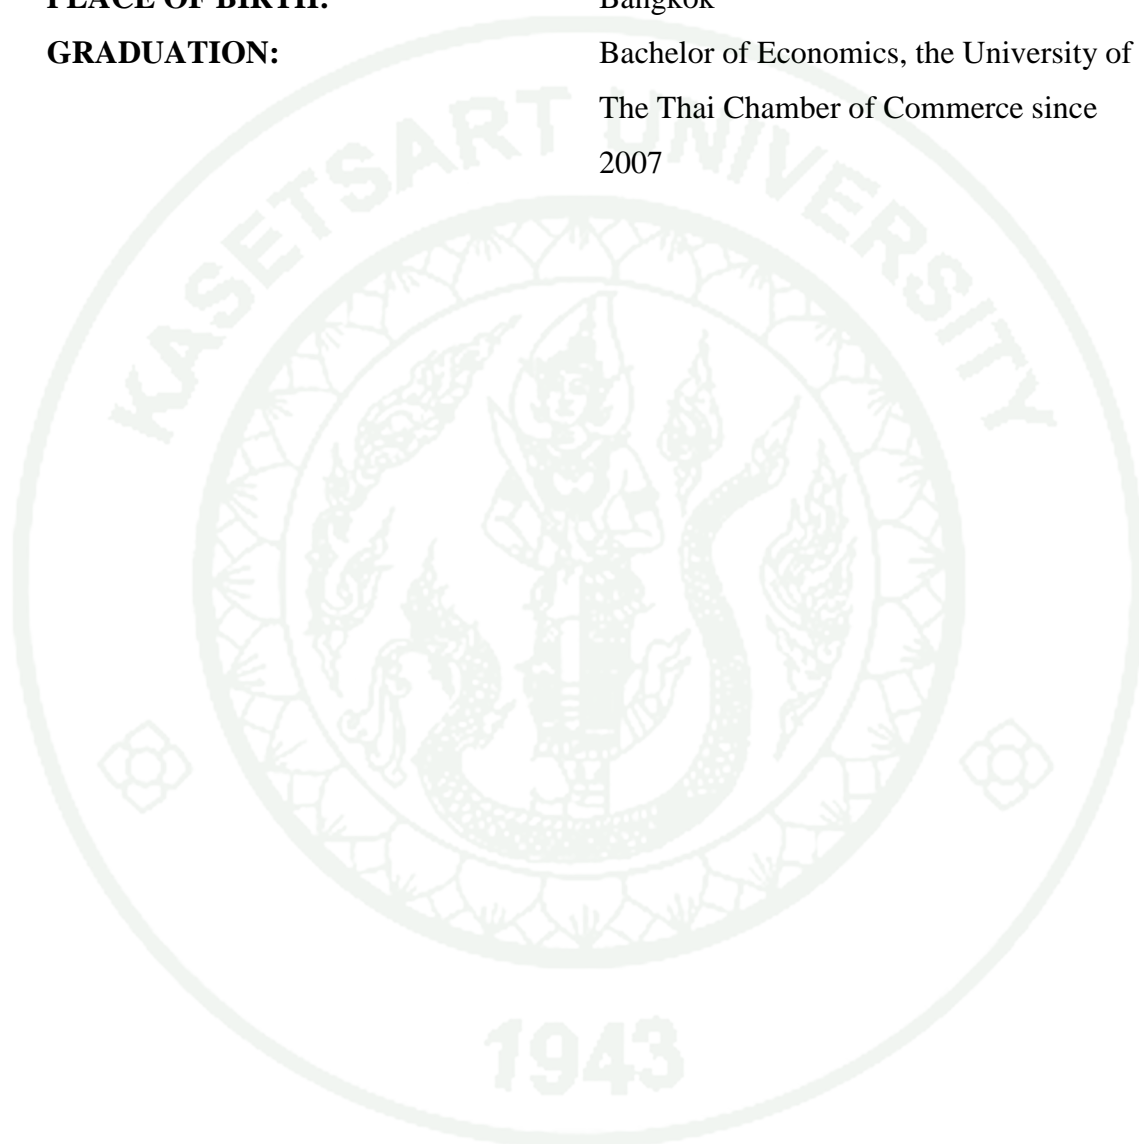 PLACE OF BIRTH: Bangkok
GRADUATION: Bachelor of Economics, the University of
The Thai Chamber of Commerce since
2007
KASETSART UNIVERSITY
1943